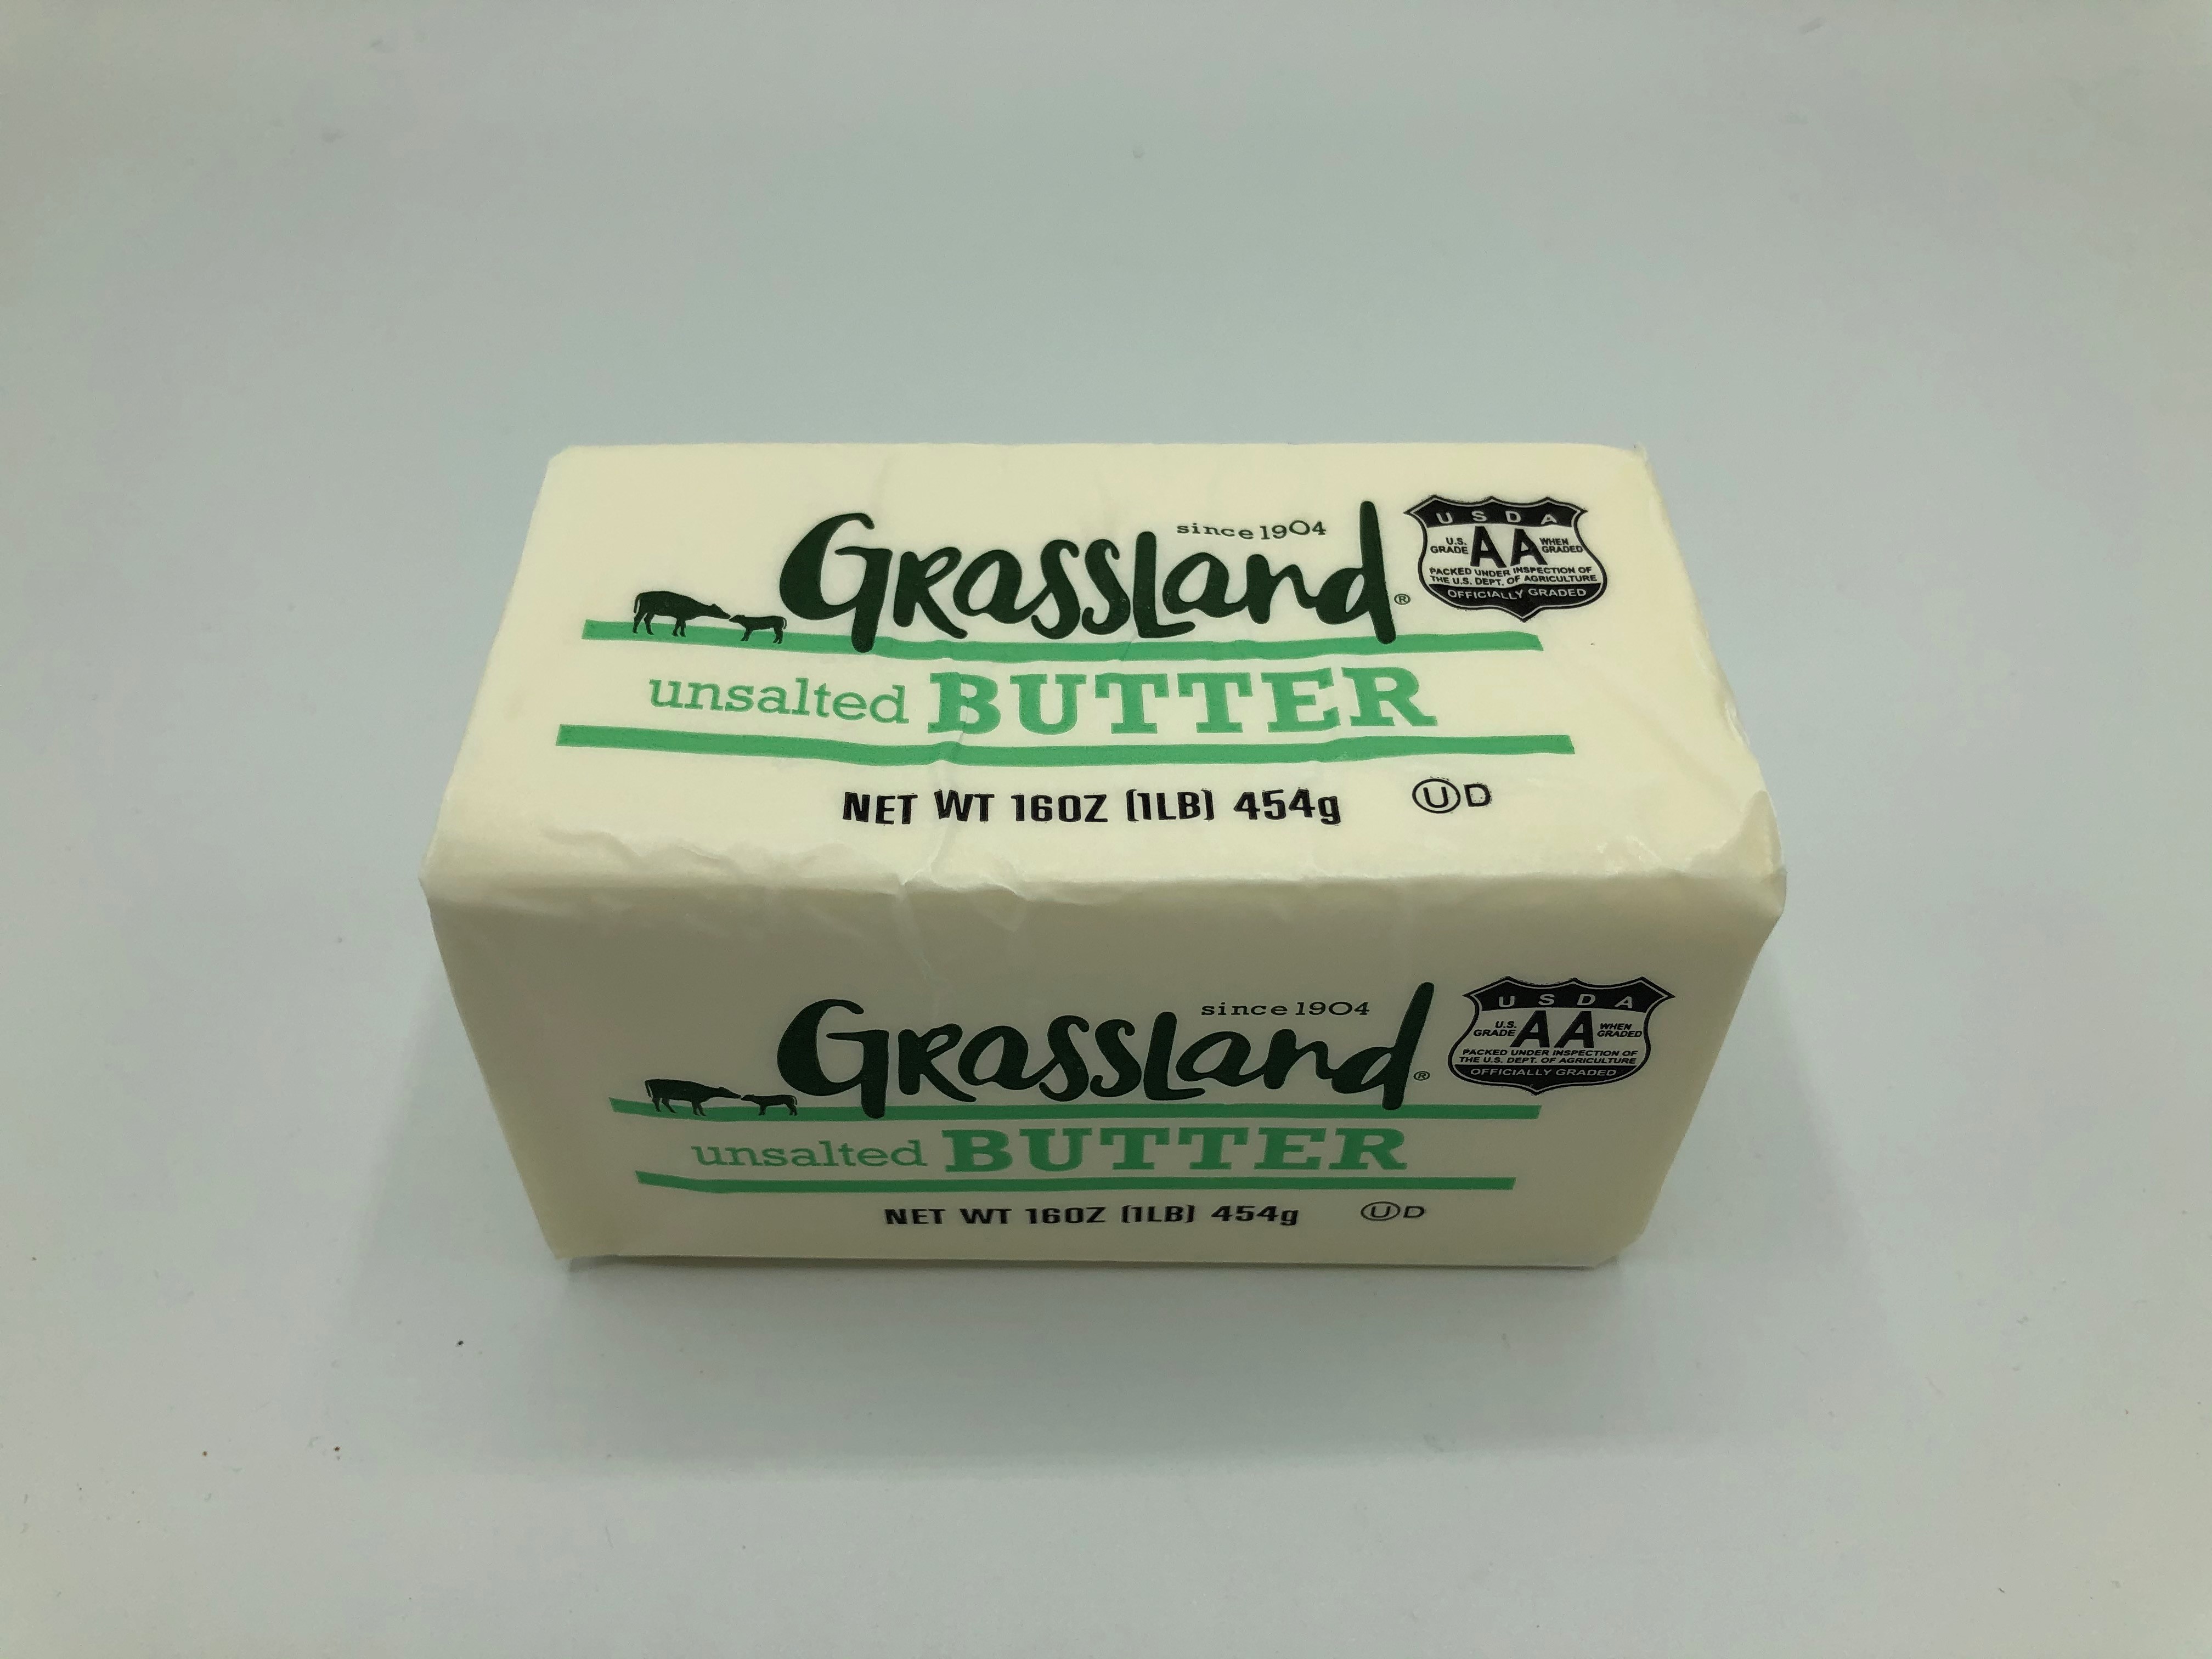 since 1904
Grassland®
unsalted BUTTER
NET WT 16OZ (1LB) 454g
U D
USDA
U.S. GRADE AA WHEN GRADED
PACKED UNDER INSPECTION OF
THE U.S. DEPT. OF AGRICULTURE
OFFICIALLY GRADED
since 1904
Grassland®
unsalted BUTTER
NET WT 16OZ (1LB) 454g
U D
USDA
U.S. GRADE AA WHEN GRADED
PACKED UNDER INSPECTION OF
THE U.S. DEPT. OF AGRICULTURE
OFFICIALLY GRADED